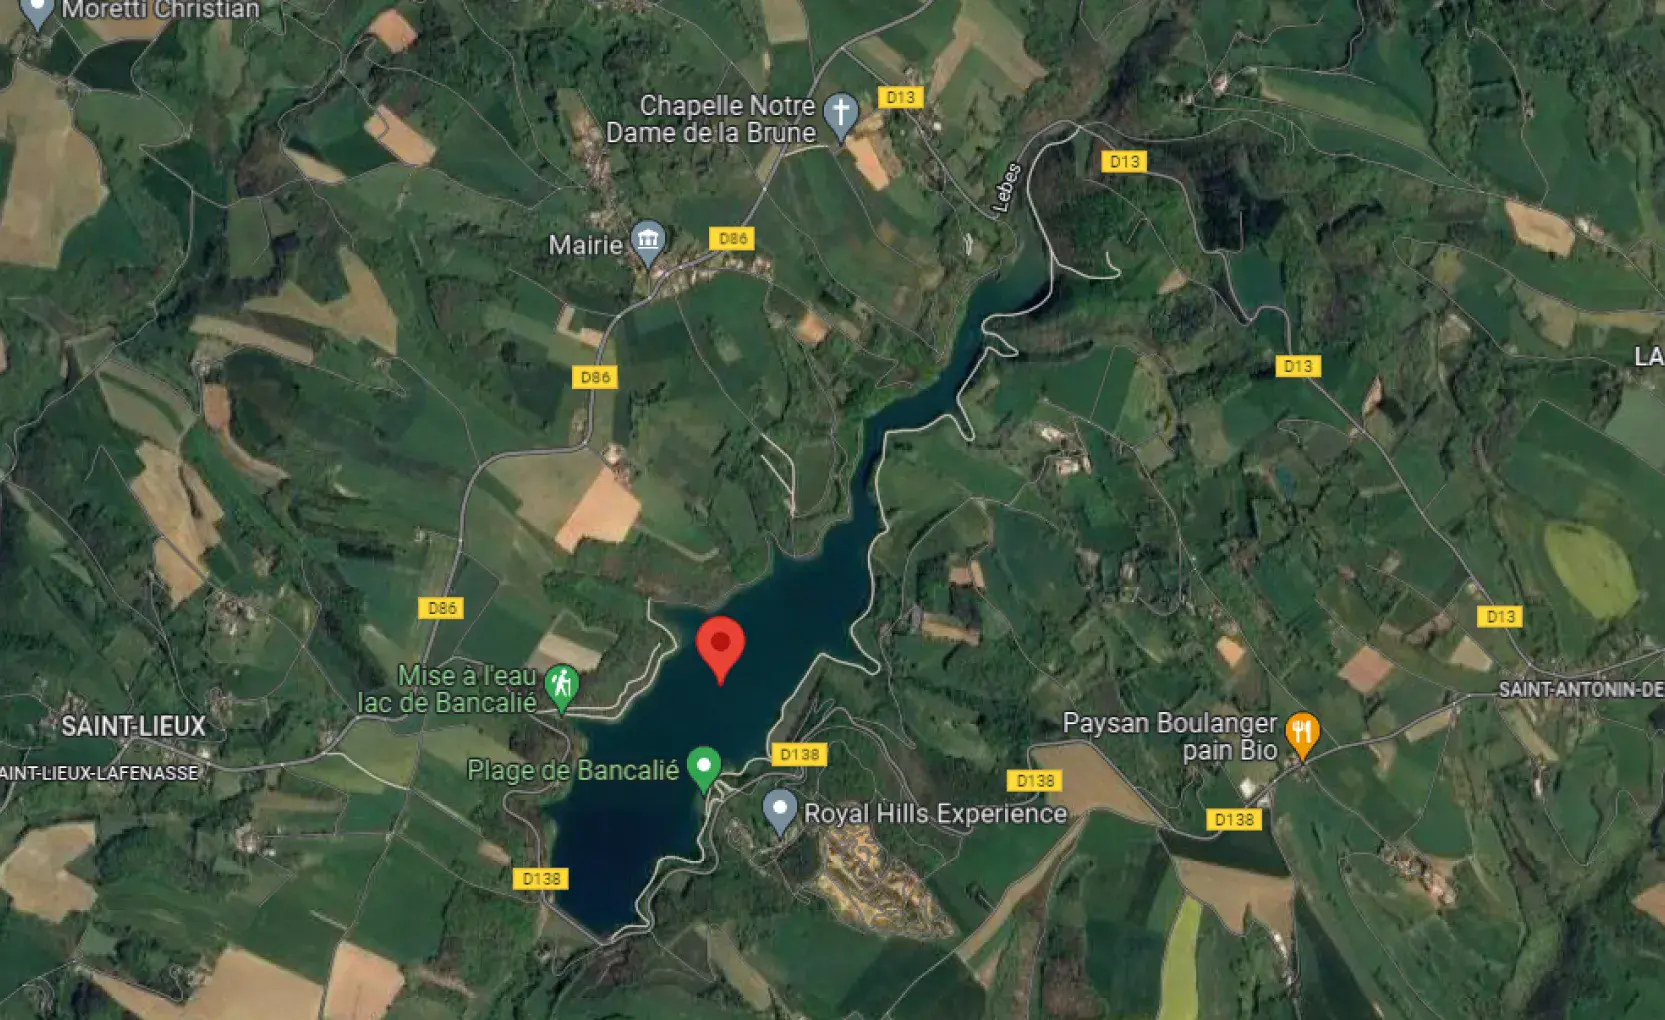 Moretti Christian
Chapelle Notre
Dame de la Brune
D13
D13
Lebes
Mairie
D86
LA
D86
D13
D86
D13
Mise à l'eau
lac de Bancalié
SAINT-ANTONIN-DE
SAINT-LIEUX
Paysan Boulanger
pain Bio
AINT-LIEUX-LAFENASSE
Plage de Bancalié
D138
D138
Royal Hills Experience
D138
D138